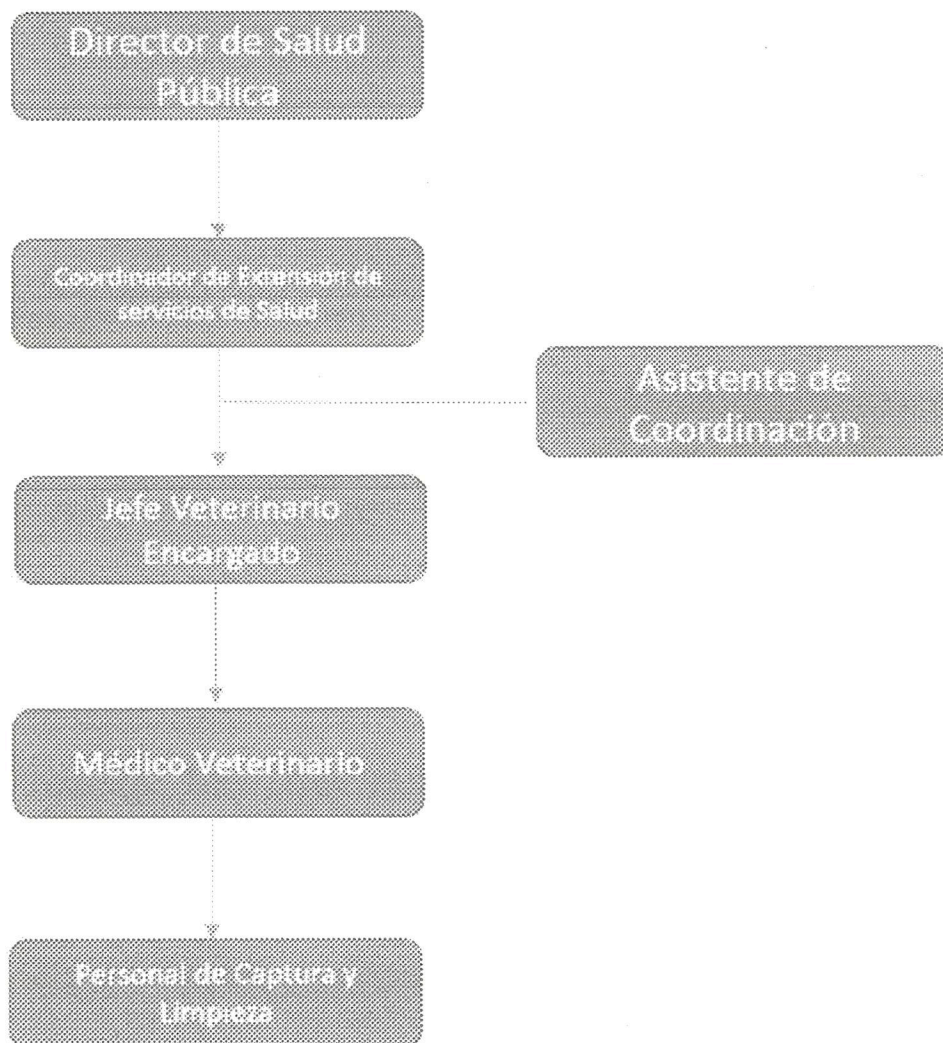 Director de Salud
Pública
Coordinador de Extensión de
servicios de Salud
Asistente de
Coordinación
Jefe Veterinario
Encargado
Médico Veterinario
Personal de Captura y
Limpieza